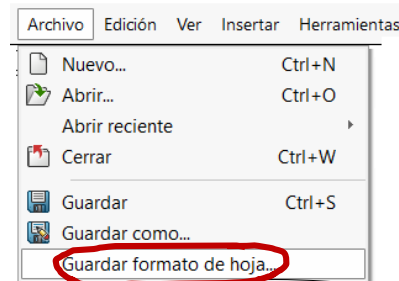 Archivo Edición Ver Insertar Herramientas
Nuevo... Ctrl+N
Abrir... Ctrl+O
Abrir reciente
Cerrar Ctrl+W
Guardar Ctrl+S
Guardar como...
Guardar formato de hoja...